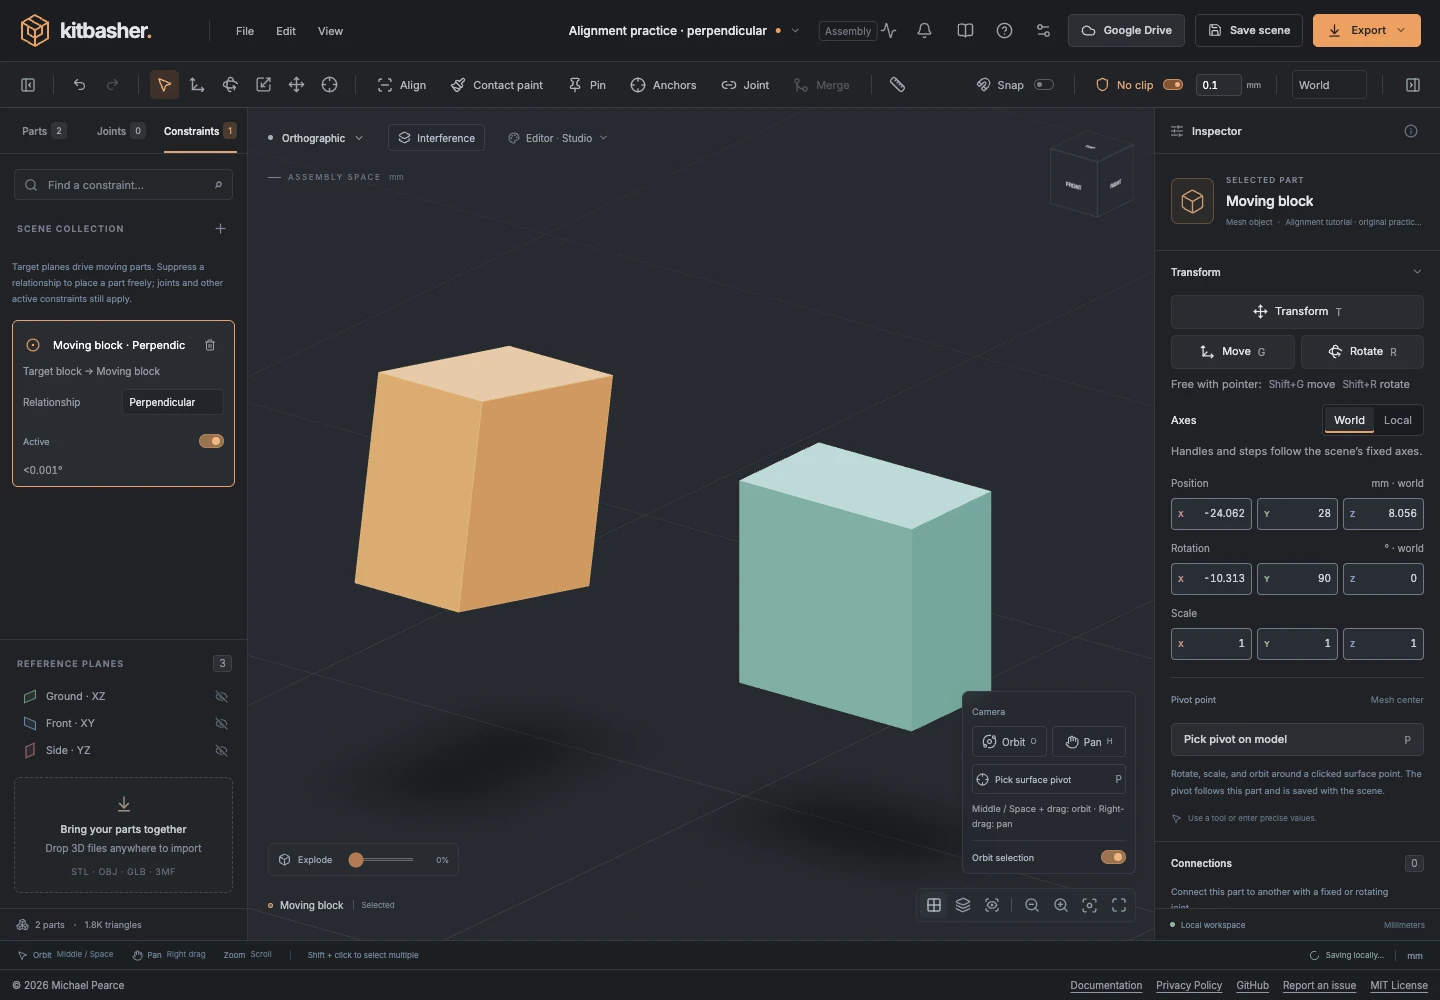 kitbasher.
File Edit View
Alignment practice · perpendicular
Assembly
Google Drive
Save scene
Export
Align
Contact paint
Pin
Anchors
Joint
Merge
Snap
No clip
0.1 mm
World
Parts 2
Joints 0
Constraints 1
Find a constraint...
SCENE COLLECTION
Target planes drive moving parts. Suppress a
relationship to place a part freely; joints and other
active constraints still apply.
Moving block · Perpendic
Target block → Moving block
Relationship Perpendicular
Active
<0.001°
REFERENCE PLANES 3
Ground · XZ
Front · XY
Side · YZ
Bring your parts together
Drop 3D files anywhere to import
STL · OBJ · GLB · 3MF
2 parts · 1.8K triangles
Orthographic
Interference
Editor · Studio
ASSEMBLY SPACE mm
FRONT
RIGHT
Camera
Orbit O
Pan H
Pick surface pivot P
Middle / Space + drag: orbit · Right-
drag: pan
Orbit selection
Explode 0%
Moving block Selected
Inspector
SELECTED PART
Moving block
Mesh object · Alignment tutorial · original practic...
Transform
Transform T
Move G
Rotate R
Free with pointer: Shift+G move Shift+R rotate
Axes World Local
Handles and steps follow the scene's fixed axes.
Position mm · world
X -24.062 Y 28 Z 8.056
Rotation ° · world
X -10.313 Y 90 Z 0
Scale
X 1 Y 1 Z 1
Pivot point Mesh center
Pick pivot on model P
Rotate, scale, and orbit around a clicked surface point. The
pivot follows this part and is saved with the scene.
Use a tool or enter precise values.
Connections 0
Connect this part to another with a fixed or rotating
joint.
Local workspace Millimeters
Orbit Middle / Space Pan Right drag Zoom Scroll Shift + click to select multiple
Saving locally... mm
© 2026 Michael Pearce
Documentation Privacy Policy GitHub Report an issue MIT License